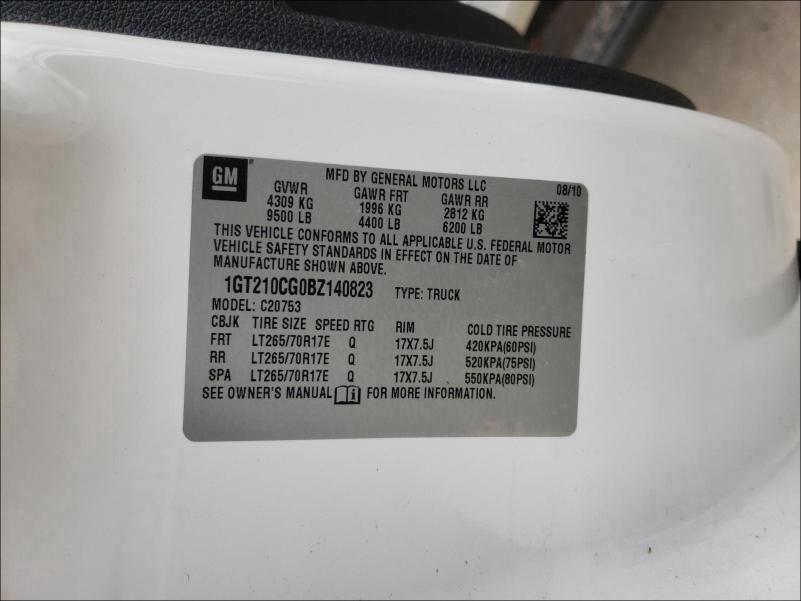 GM
MFD BY GENERAL MOTORS LLC 08/10
GVWR GAWR FRT GAWR RR
4309 KG 1996 KG 2812 KG
9500 LB 4400 LB 6200 LB
THIS VEHICLE CONFORMS TO ALL APPLICABLE U.S. FEDERAL MOTOR
VEHICLE SAFETY STANDARDS IN EFFECT ON THE DATE OF
MANUFACTURE SHOWN ABOVE.
1GT210CG0BZ140823 TYPE: TRUCK
MODEL: C20753
CBJK TIRE SIZE SPEED RTG RIM COLD TIRE PRESSURE
FRT LT265/70R17E Q 17X7.5J 420KPA(60PSI)
RR LT265/70R17E Q 17X7.5J 520KPA(75PSI)
SPA LT265/70R17E Q 17X7.5J 550KPA(80PSI)
SEE OWNER'S MANUAL FOR MORE INFORMATION.